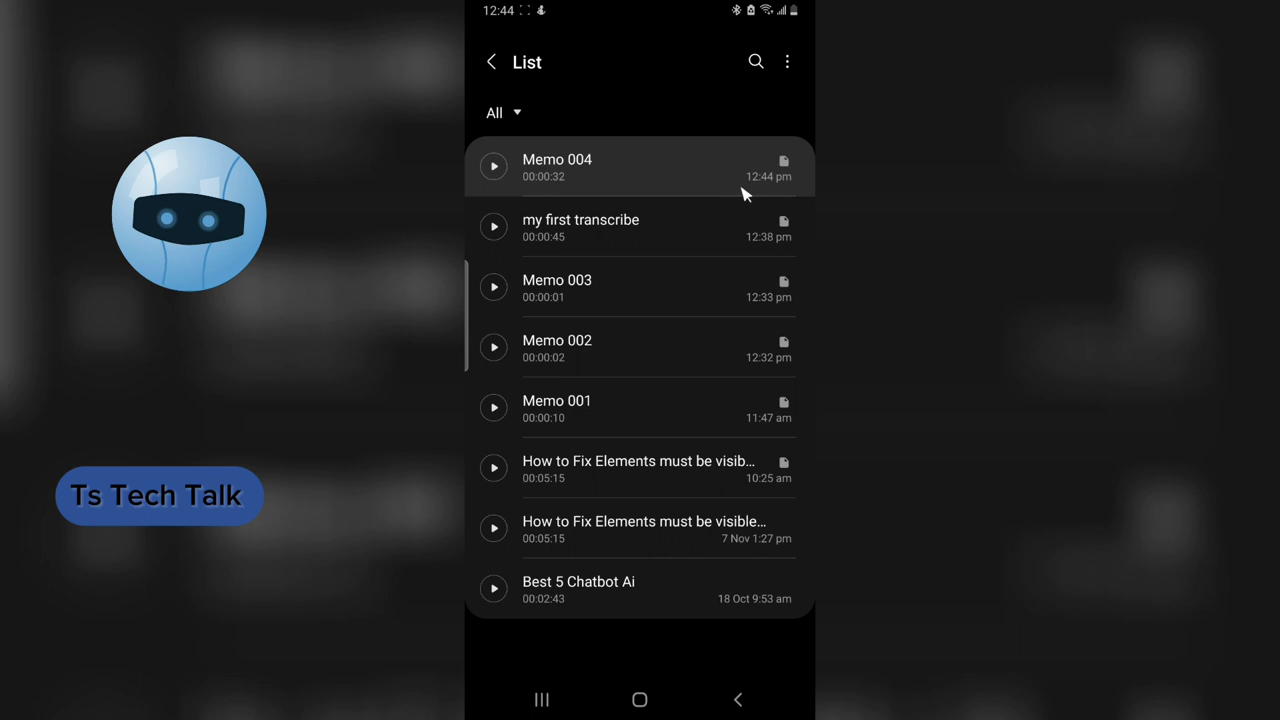 12:44
List
All
Memo 004
00:00:32
12:44 pm
my first transcribe
00:00:45
12:38 pm
Memo 003
00:00:01
12:33 pm
Memo 002
00:00:02
12:32 pm
Memo 001
00:00:10
11:47 am
How to Fix Elements must be visib...
00:05:15
10:25 am
How to Fix Elements must be visible...
00:05:15
7 Nov 1:27 pm
Best 5 Chatbot Ai
00:02:43
18 Oct 9:53 am
Ts Tech Talk